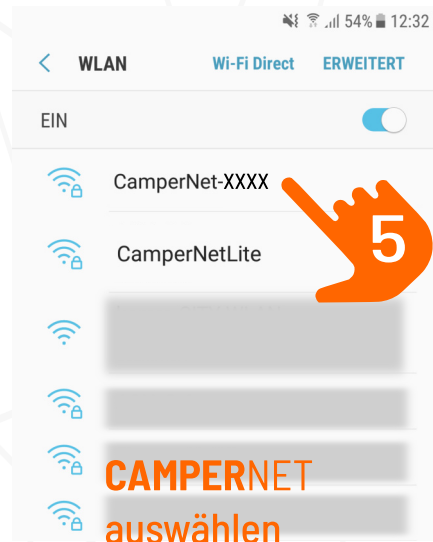 54% 12:32
WLAN Wi-Fi Direct ERWEITERT
EIN
CamperNet-XXXX
5
CamperNetLite
CAMPERNET
auswählen